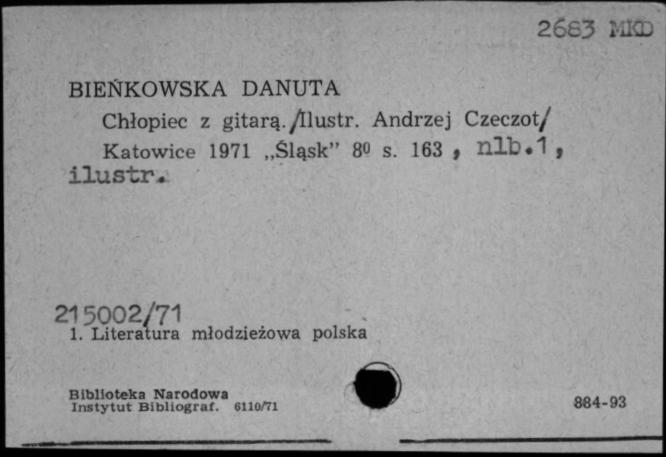 2683 MKD
BIEŃKOWSKA DANUTA
Chłopiec z gitarą./Ilustr. Andrzej Czeczot/
Katowice 1971 „Śląsk” 8⁰ s. 163 , nlb.1,
ilustr.
215002/71
1. Literatura młodzieżowa polska
Biblioteka Narodowa
Instytut Bibliograf. 6110/71
884-93